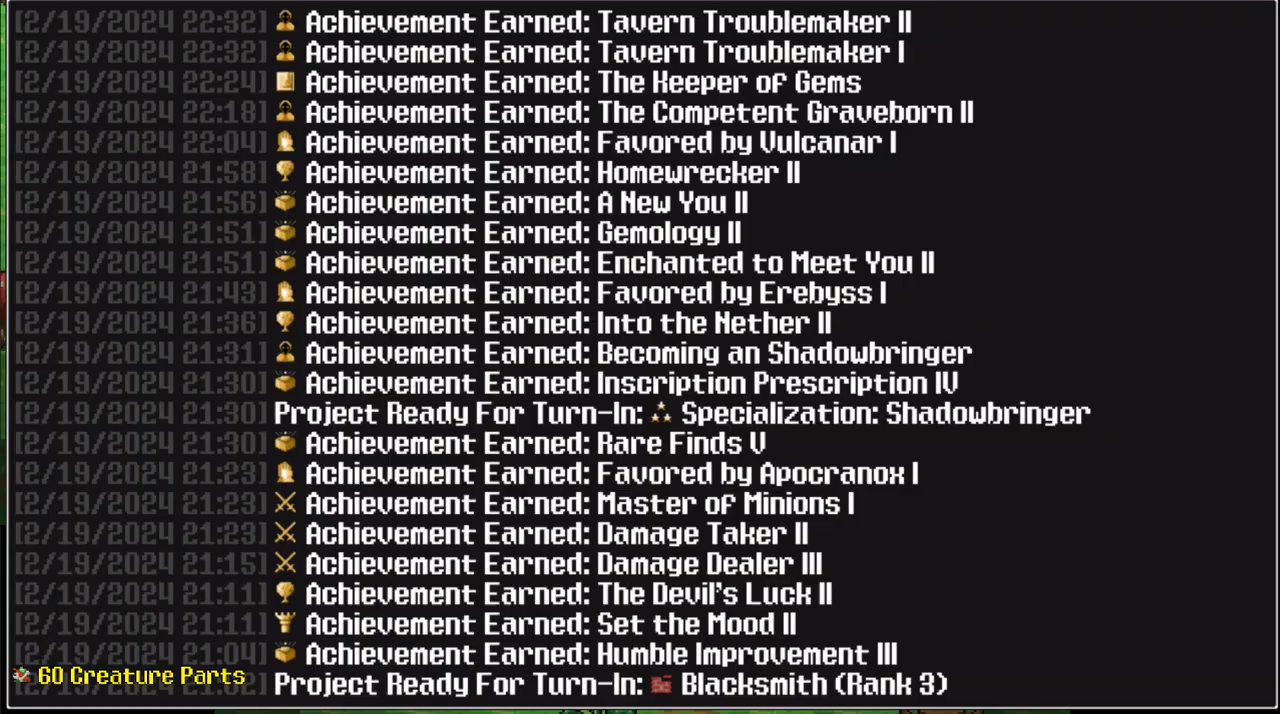 [2/19/2024 22:32] Achievement Earned: Tavern Troublemaker II
[2/19/2024 22:32] Achievement Earned: Tavern Troublemaker I
[2/19/2024 22:24] Achievement Earned: The Keeper of Gems
[2/19/2024 22:18] Achievement Earned: The Competent Graveborn II
[2/19/2024 22:04] Achievement Earned: Favored by Vulcanar I
[2/19/2024 21:58] Achievement Earned: Homewrecker II
[2/19/2024 21:56] Achievement Earned: A New You II
[2/19/2024 21:51] Achievement Earned: Gemology II
[2/19/2024 21:51] Achievement Earned: Enchanted to Meet You II
[2/19/2024 21:43] Achievement Earned: Favored by Erebyss I
[2/19/2024 21:36] Achievement Earned: Into the Nether II
[2/19/2024 21:31] Achievement Earned: Becoming an Shadowbringer
[2/19/2024 21:30] Achievement Earned: Inscription Prescription IV
[2/19/2024 21:30] Project Ready For Turn-In: Specialization: Shadowbringer
[2/19/2024 21:30] Achievement Earned: Rare Finds V
[2/19/2024 21:23] Achievement Earned: Favored by Apocranox I
[2/19/2024 21:23] Achievement Earned: Master of Minions I
[2/19/2024 21:23] Achievement Earned: Damage Taker II
[2/19/2024 21:15] Achievement Earned: Damage Dealer III
[2/19/2024 21:11] Achievement Earned: The Devil's Luck II
[2/19/2024 21:11] Achievement Earned: Set the Mood II
[2/19/2024 21:04] Achievement Earned: Humble Improvement III
60 Creature Parts
Project Ready For Turn-In: Blacksmith (Rank 3)